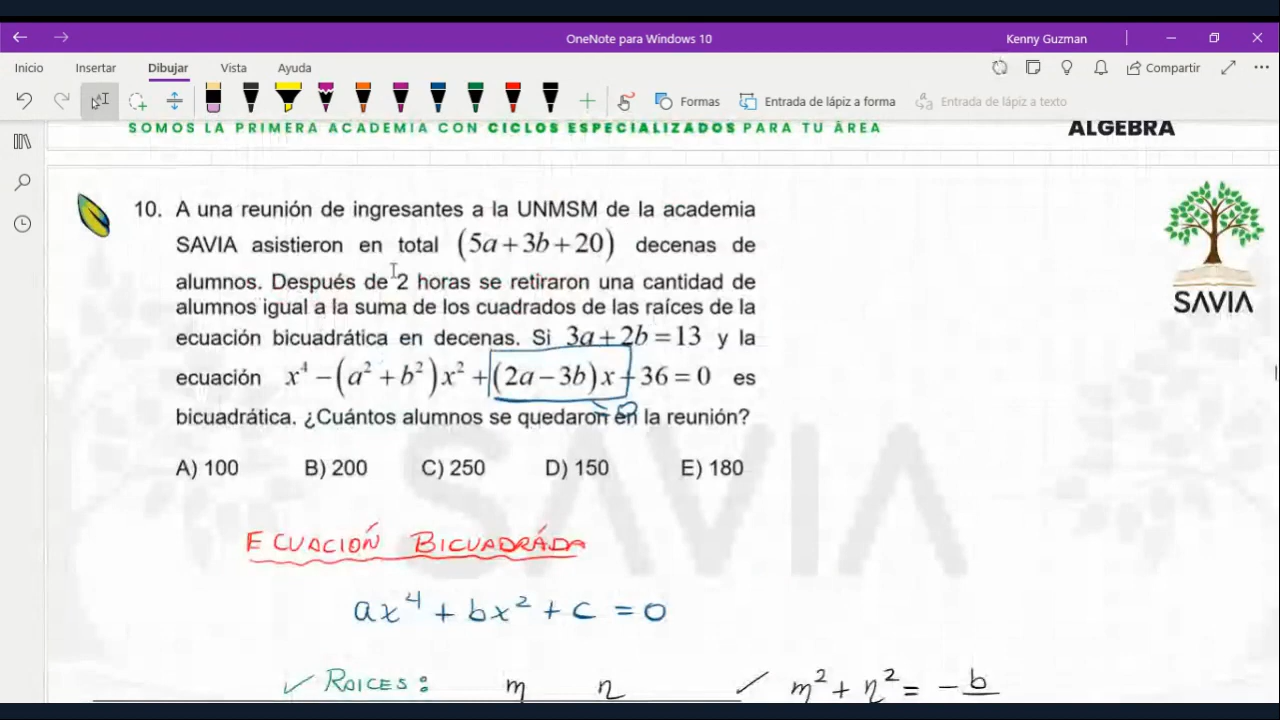 OneNote para Windows 10
Kenny Guzman
Inicio Insertar Dibujar Vista Ayuda
Compartir
Formas Entrada de lápiz a forma Entrada de lápiz a texto
SOMOS LA PRIMERA ACADEMIA CON CICLOS ESPECIALIZADOS PARA TU ÁREA
ALGEBRA
10. A una reunión de ingresantes a la UNMSM de la academia
SAVIA asistieron en total (5a+3b+20) decenas de
alumnos. Después de 2 horas se retiraron una cantidad de
alumnos igual a la suma de los cuadrados de las raíces de la
ecuación bicuadrática en decenas. Si 3a+2b=13 y la
ecuación x⁴−(a²+b²)x²+(2a−3b)x+36=0 es
bicuadrática. ¿Cuántos alumnos se quedaron en la reunión?
=0
A) 100 B) 200 C) 250 D) 150 E) 180
SAVIA
SAVIA
ECUACIÓN BICUADRÁDA
ax⁴ + bx² + c = 0
✓ RAICES: m n ✓ m² + n² = − b